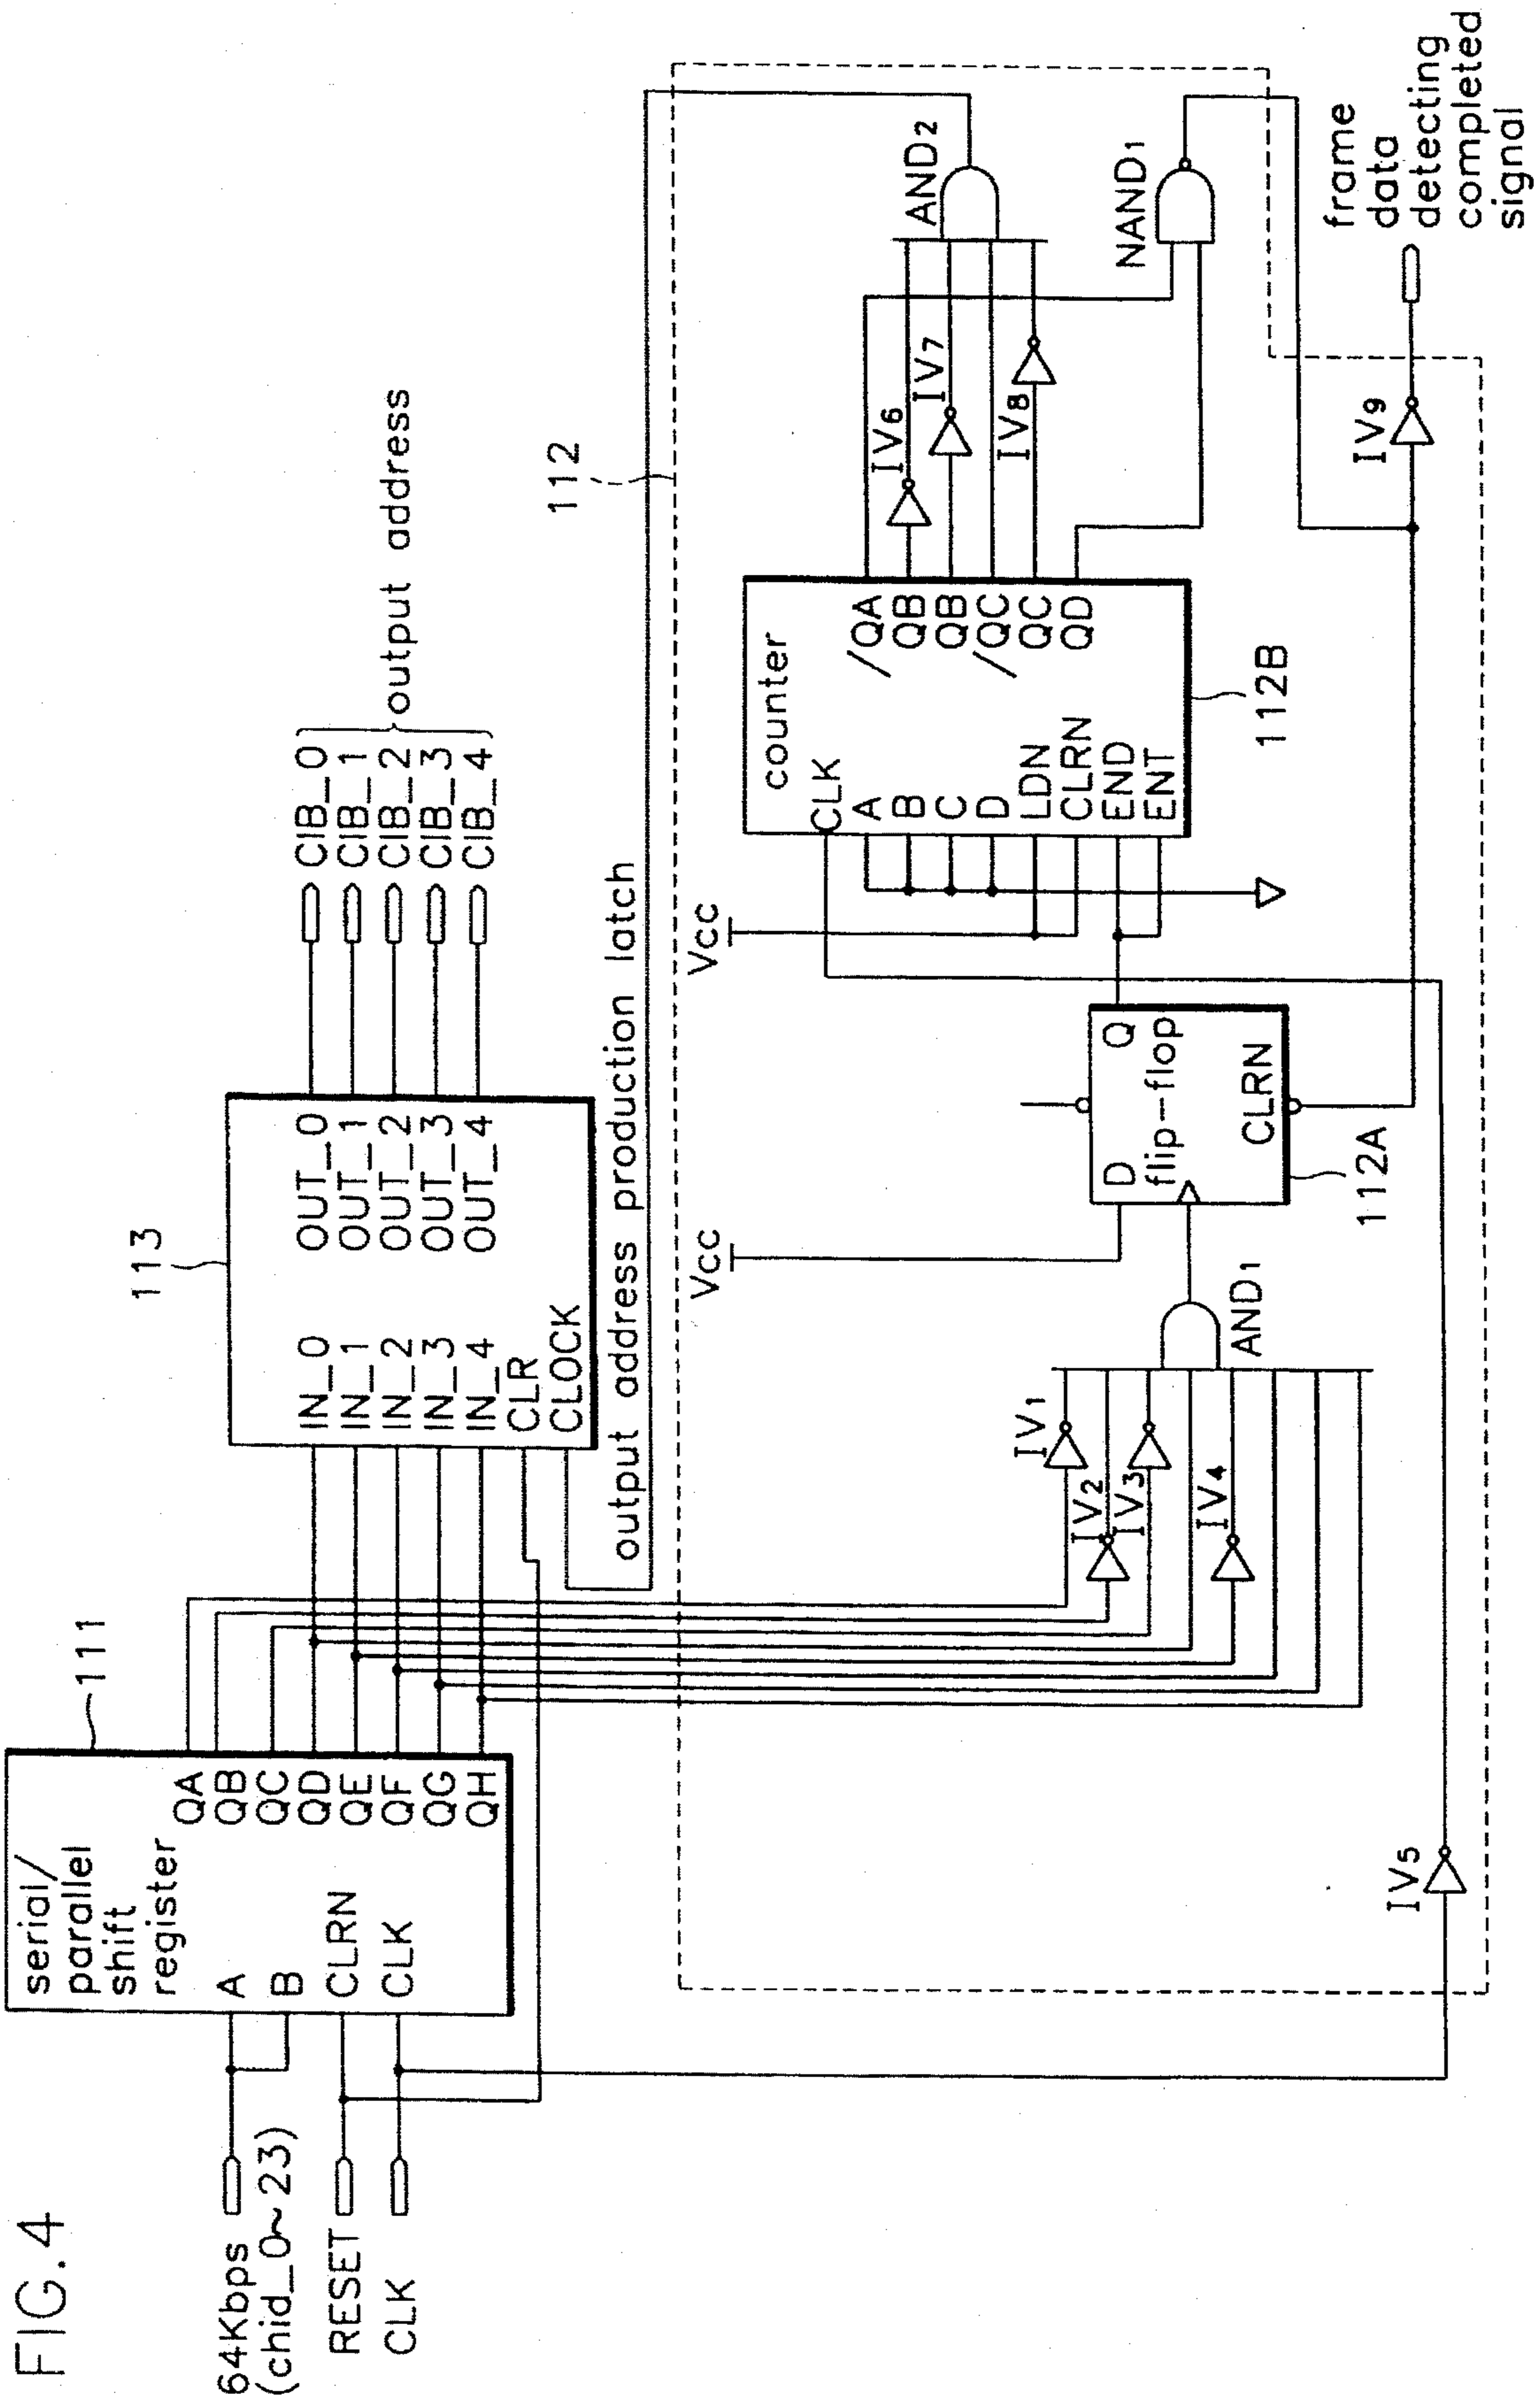 FIG.4
64Kbps
(chid_0~23)
RESET
CLK
111
serial/
parallel
shift
register
A
B
CLRN
CLK
QA
QB
QC
QD
QE
QF
QG
QH
113
IN_0
IN_1
IN_2
IN_3
IN_4
CLR
CLOCK
OUT_0
OUT_1
OUT_2
OUT_3
OUT_4
CIB_0
CIB_1
CIB_2
CIB_3
CIB_4
output address
output address production latch
112
IV1
IV2
IV3
IV4
IV5
AND1
Vcc
D
Q
flip-flop
CLRN
112A
Vcc
counter
CLK
A
B
C
D
LDN
CLRN
END
ENT
/QA
QB
QB
/QC
QC
QD
112B
IV6
IV7
IV8
AND2
NAND1
IV9
frame
data
detecting
completed
signal